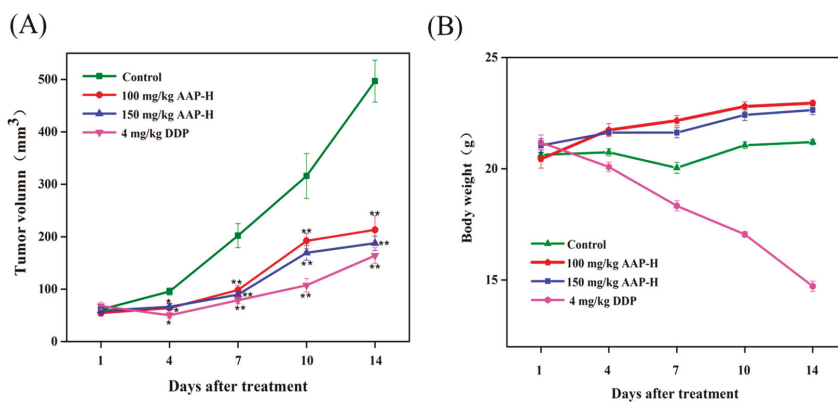 (A)
Tumor volumn（mm3）
500
400
300
200
100
0
Control
100 mg/kg AAP-H
150 mg/kg AAP-H
4 mg/kg DDP
*
*
**
**
**
**
**
**
**
**
**
**
1
4
7
10
14
Days after treatment
(B)
Body weight（g）
25
20
15
Control
100 mg/kg AAP-H
150 mg/kg AAP-H
4 mg/kg DDP
1
4
7
10
14
Days after treatment